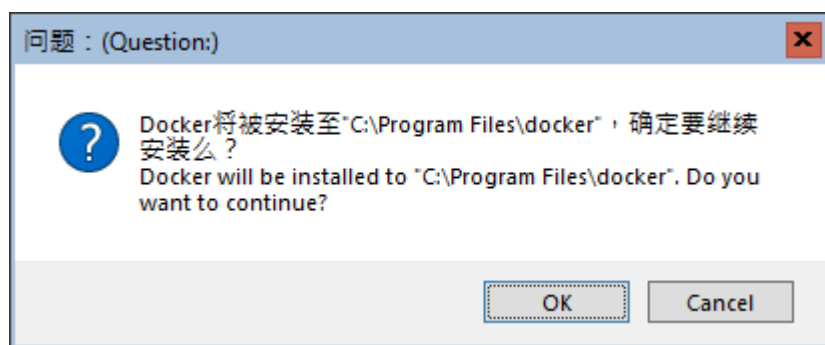 问题：(Question:)
Docker将被安装至"C:\Program Files\docker"，确定要继续
安装么？
Docker will be installed to "C:\Program Files\docker". Do you
want to continue?
OK
Cancel